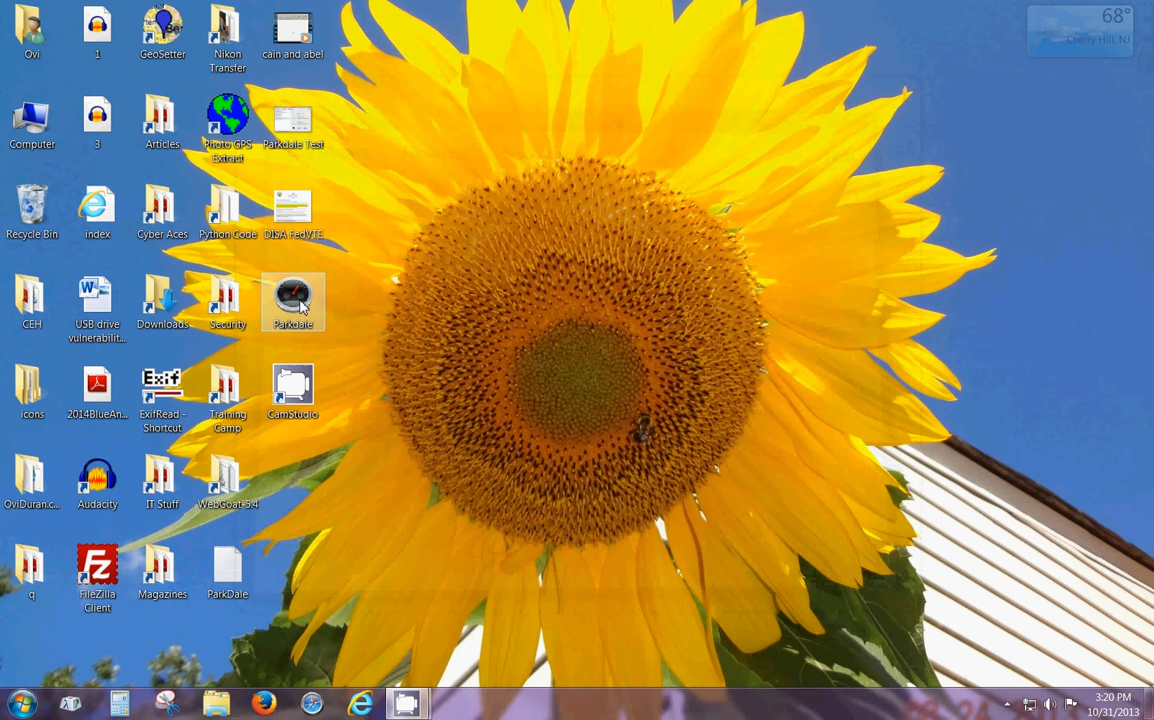 Ovi
1
GeoSetter
Nikon
Transfer
cain and abel
68°
Cherry Hill, NJ
Computer
3
Articles
Photo GPS
Extract
Parkdale Test
Recycle Bin
index
Cyber Aces
Python Code
DISA FedVTE
CEH
USB drive
vulnerabilit...
Downloads
Security
Parkdale
icons
2014BlueAn...
Exif
ExifRead -
Shortcut
Training
Camp
CamStudio
OviDuran.c...
Audacity
IT Stuff
WebGoat-5.4
q
Fz
FileZilla
Client
Magazines
ParkDale
3:20 PM
10/31/2013